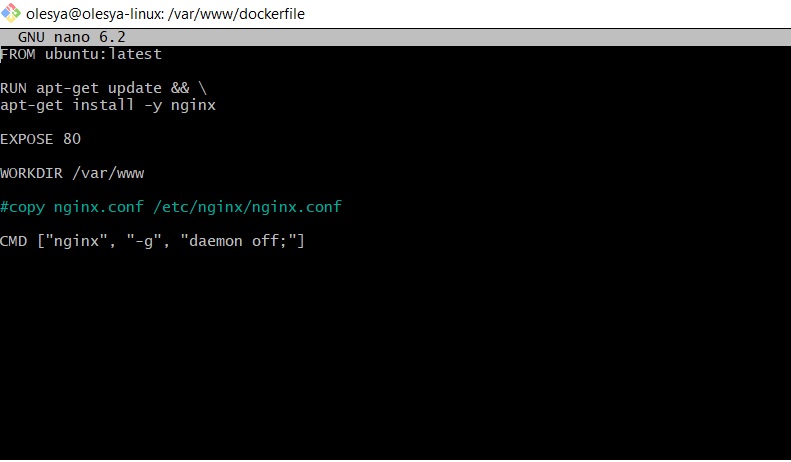 olesya@olesya-linux: /var/www/dockerfile
GNU nano 6.2
FROM ubuntu:latest
RUN apt-get update && \
apt-get install -y nginx
EXPOSE 80
WORKDIR /var/www
#copy nginx.conf /etc/nginx/nginx.conf
CMD ["nginx", "-g", "daemon off;"]